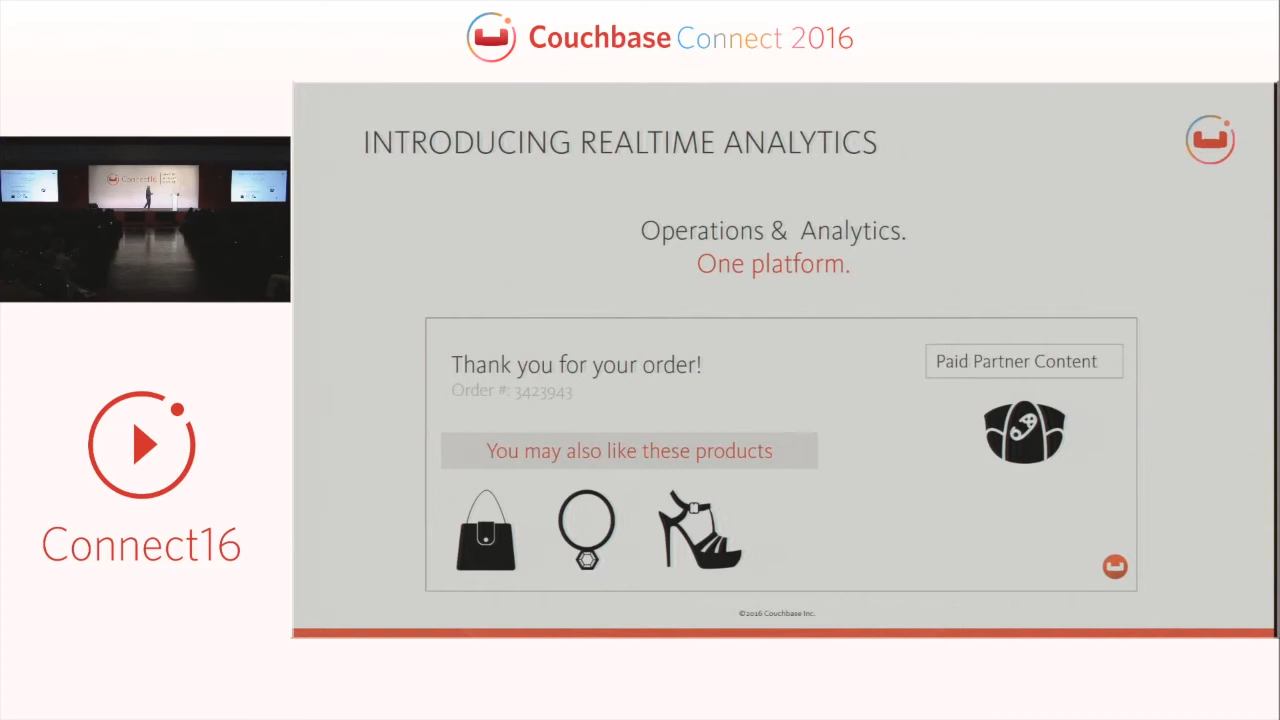 Couchbase Connect 2016
INTRODUCING REALTIME ANALYTICS
Operations & Analytics.
One platform.
Thank you for your order!
Order #: 3423943
Paid Partner Content
You may also like these products
Connect16
Connect16
©2016 Couchbase Inc.